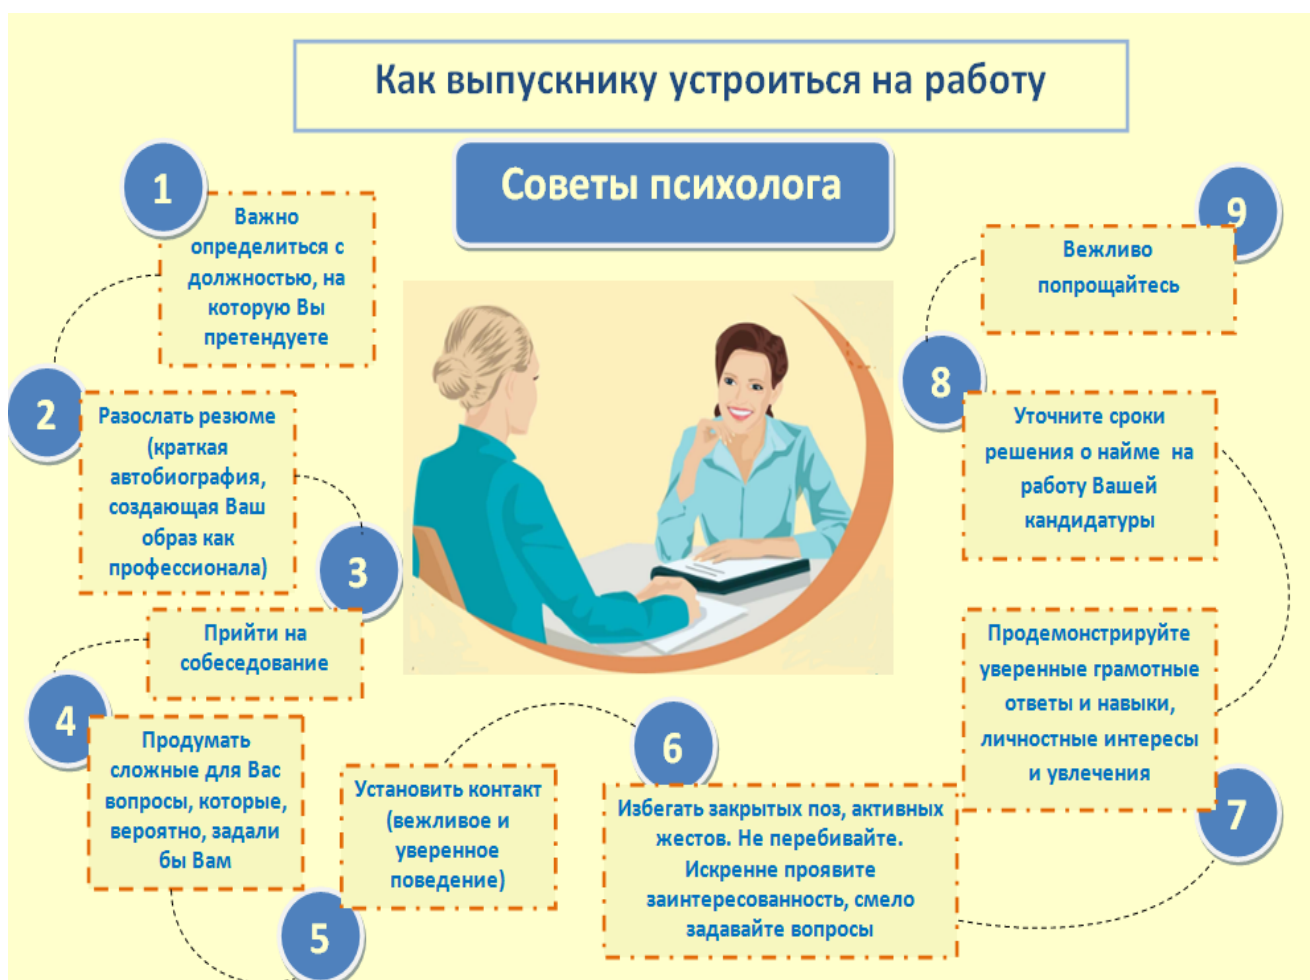 Как выпускнику устроиться на работу
Советы психолога
1
Важно
определиться с
должностью, на
которую Вы
претендуете
2
Разослать резюме
(краткая
автобиография,
создающая Ваш
образ как
профессионала)
3
Прийти на
собеседование
4
Продумать
сложные для Вас
вопросы, которые,
вероятно, задали
бы Вам
5
Установить контакт
(вежливое и
уверенное
поведение)
6
Избегать закрытых поз, активных
жестов. Не перебивайте.
Искренне проявите
заинтересованность, смело
задавайте вопросы
7
Продемонстрируйте
уверенные грамотные
ответы и навыки,
личностные интересы
и увлечения
8
Уточните сроки
решения о найме на
работу Вашей
кандидатуры
9
Вежливо
попрощайтесь